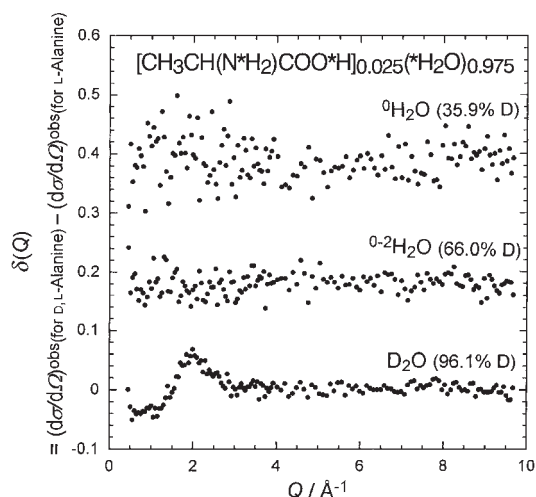 [CH3CH(N*H2)COO*H]0.025(*H2O)0.975
0H2O (35.9% D)
0-2H2O (66.0% D)
D2O (96.1% D)
δ(Q)
= (dσ/dΩ)obs(for D, L-Alanine) − (dσ/dΩ)obs(for L-Alanine)
0.6
0.5
0.4
0.3
0.2
0.1
0
-0.1
0 2 4 6 8 10
Q / Å-1